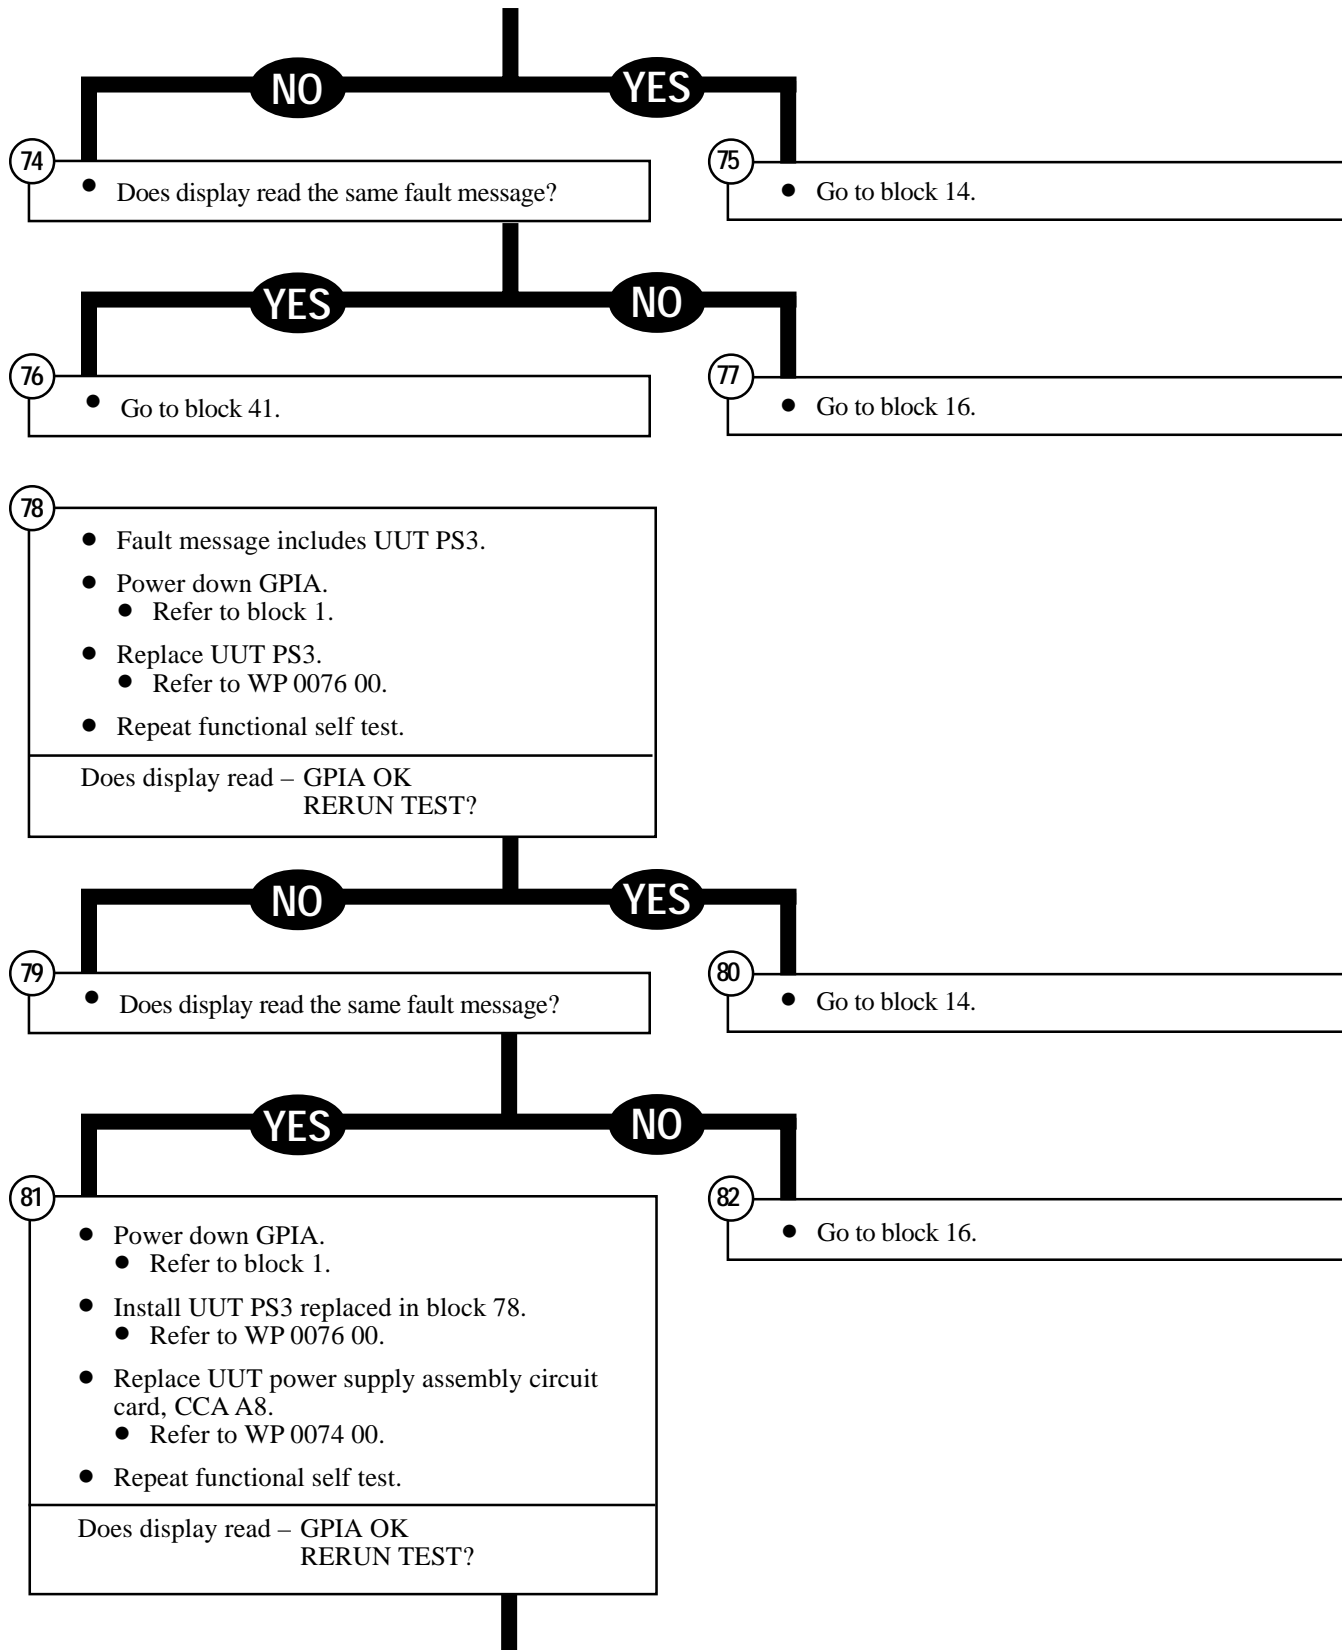 NO
YES
74
• Does display read the same fault message?
75
• Go to block 14.
YES
NO
76
• Go to block 41.
77
• Go to block 16.
78
• Fault message includes UUT PS3.
• Power down GPIA.
• Refer to block 1.
• Replace UUT PS3.
• Refer to WP 0076 00.
• Repeat functional self test.
Does display read – GPIA OK
RERUN TEST?
NO
YES
79
• Does display read the same fault message?
80
• Go to block 14.
YES
NO
81
• Power down GPIA.
• Refer to block 1.
• Install UUT PS3 replaced in block 78.
• Refer to WP 0076 00.
• Replace UUT power supply assembly circuit
card, CCA A8.
• Refer to WP 0074 00.
• Repeat functional self test.
Does display read – GPIA OK
RERUN TEST?
82
• Go to block 16.